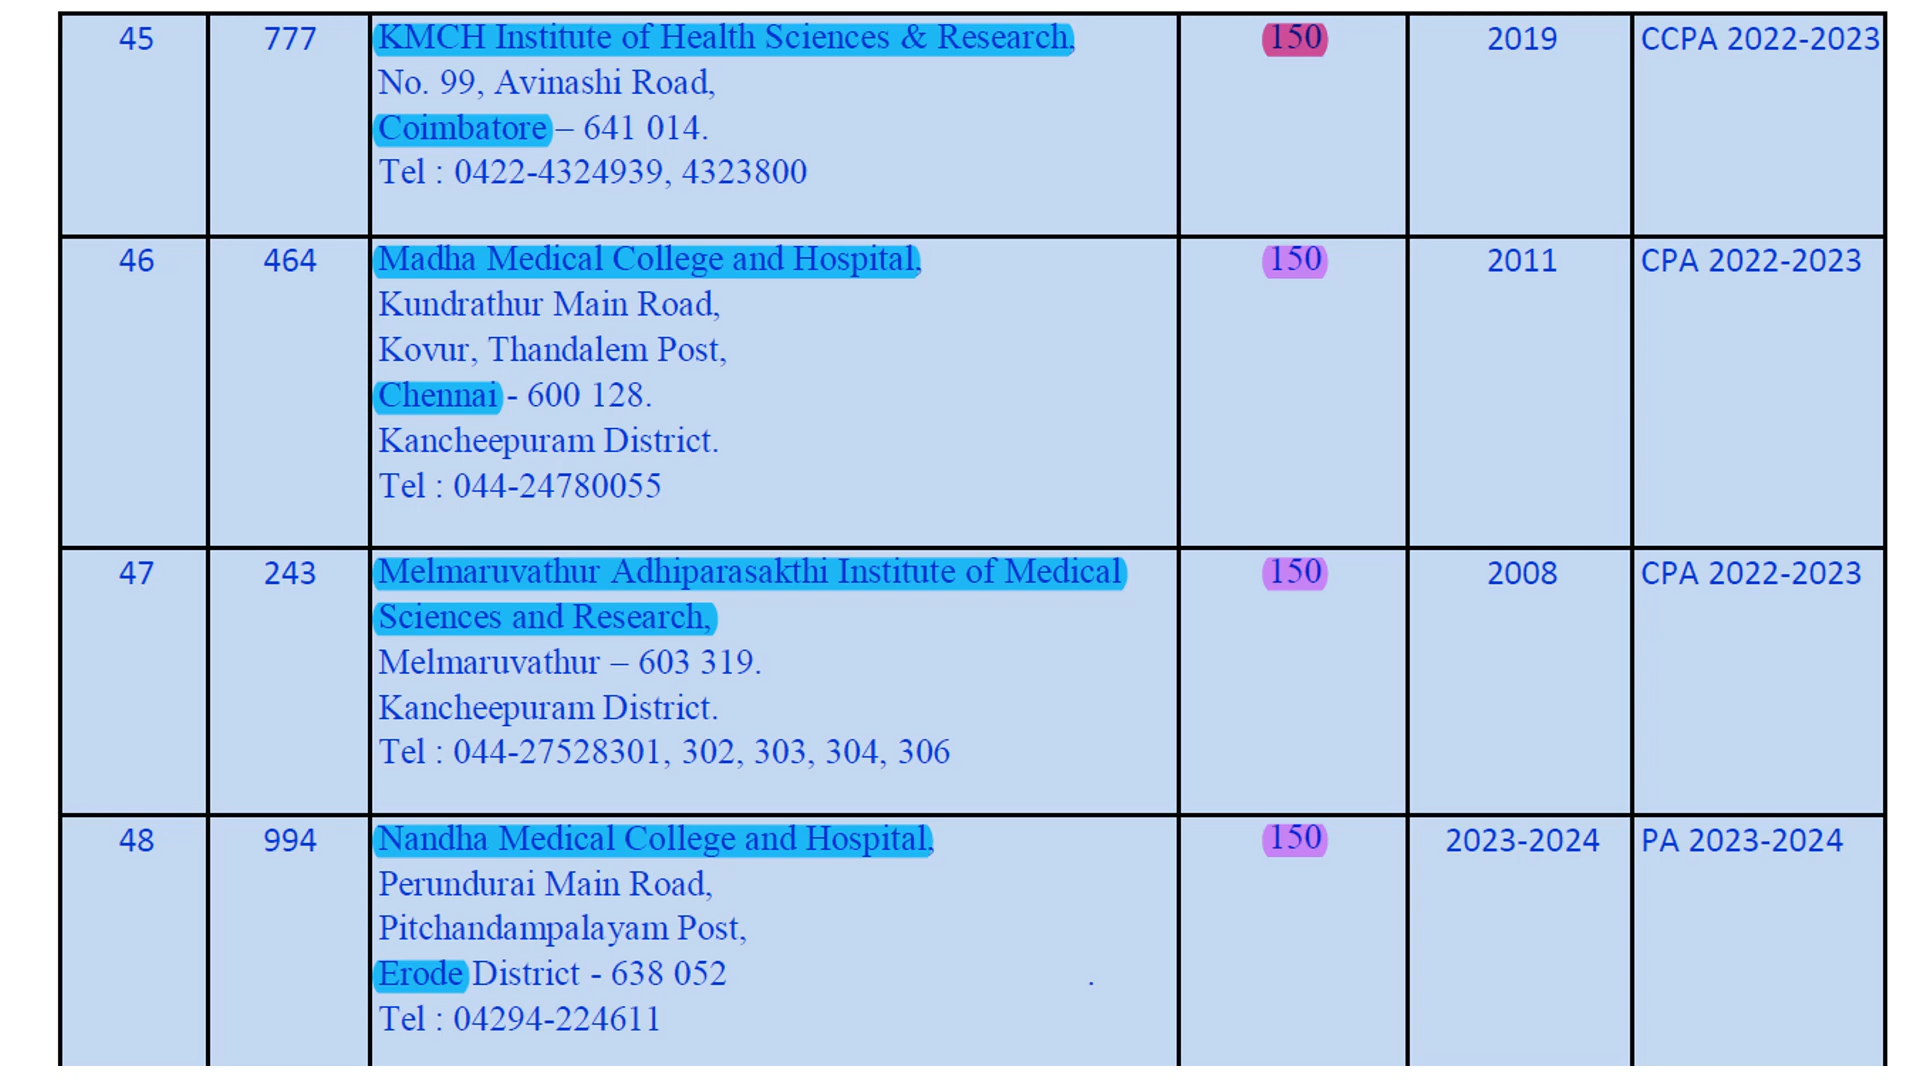 45 777 KMCH Institute of Health Sciences & Research, 150 2019 CCPA 2022-2023
No. 99, Avinashi Road,
Coimbatore – 641 014.
Tel : 0422-4324939, 4323800
46 464 Madha Medical College and Hospital, 150 2011 CPA 2022-2023
Kundrathur Main Road,
Kovur, Thandalem Post,
Chennai - 600 128.
Kancheepuram District.
Tel : 044-24780055
47 243 Melmaruvathur Adhiparasakthi Institute of Medical 150 2008 CPA 2022-2023
Sciences and Research,
Melmaruvathur – 603 319.
Kancheepuram District.
Tel : 044-27528301, 302, 303, 304, 306
48 994 Nandha Medical College and Hospital, 150 2023-2024 PA 2023-2024
Perundurai Main Road,
Pitchandampalayam Post,
Erode District - 638 052 .
Tel : 04294-224611